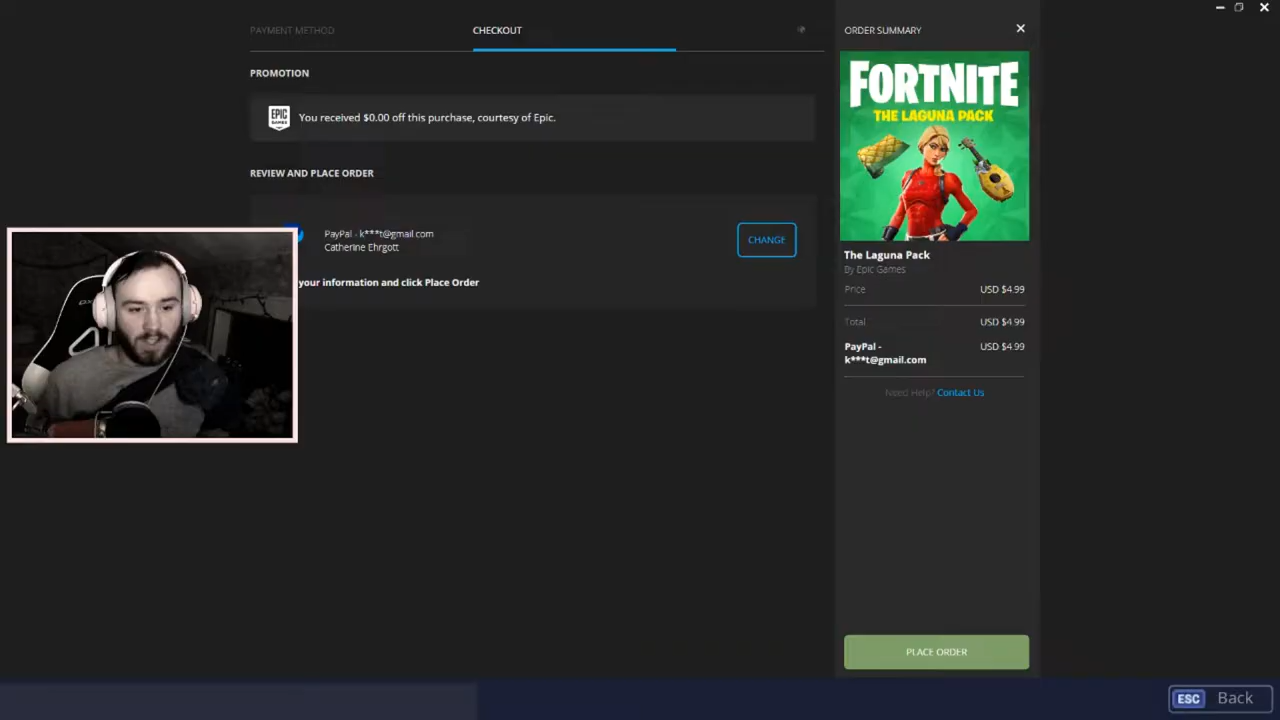 PAYMENT METHOD
CHECKOUT
PROMOTION
EPIC
GAMES
You received $0.00 off this purchase, courtesy of Epic.
REVIEW AND PLACE ORDER
PayPal - k***t@gmail.com
Catherine Ehrgott
CHANGE
your information and click Place Order
ORDER SUMMARY
FORTNITE
THE LAGUNA PACK
The Laguna Pack
By Epic Games
Price USD $4.99
Total USD $4.99
PayPal - USD $4.99
k***t@gmail.com
Need Help? Contact Us
PLACE ORDER
ESC Back